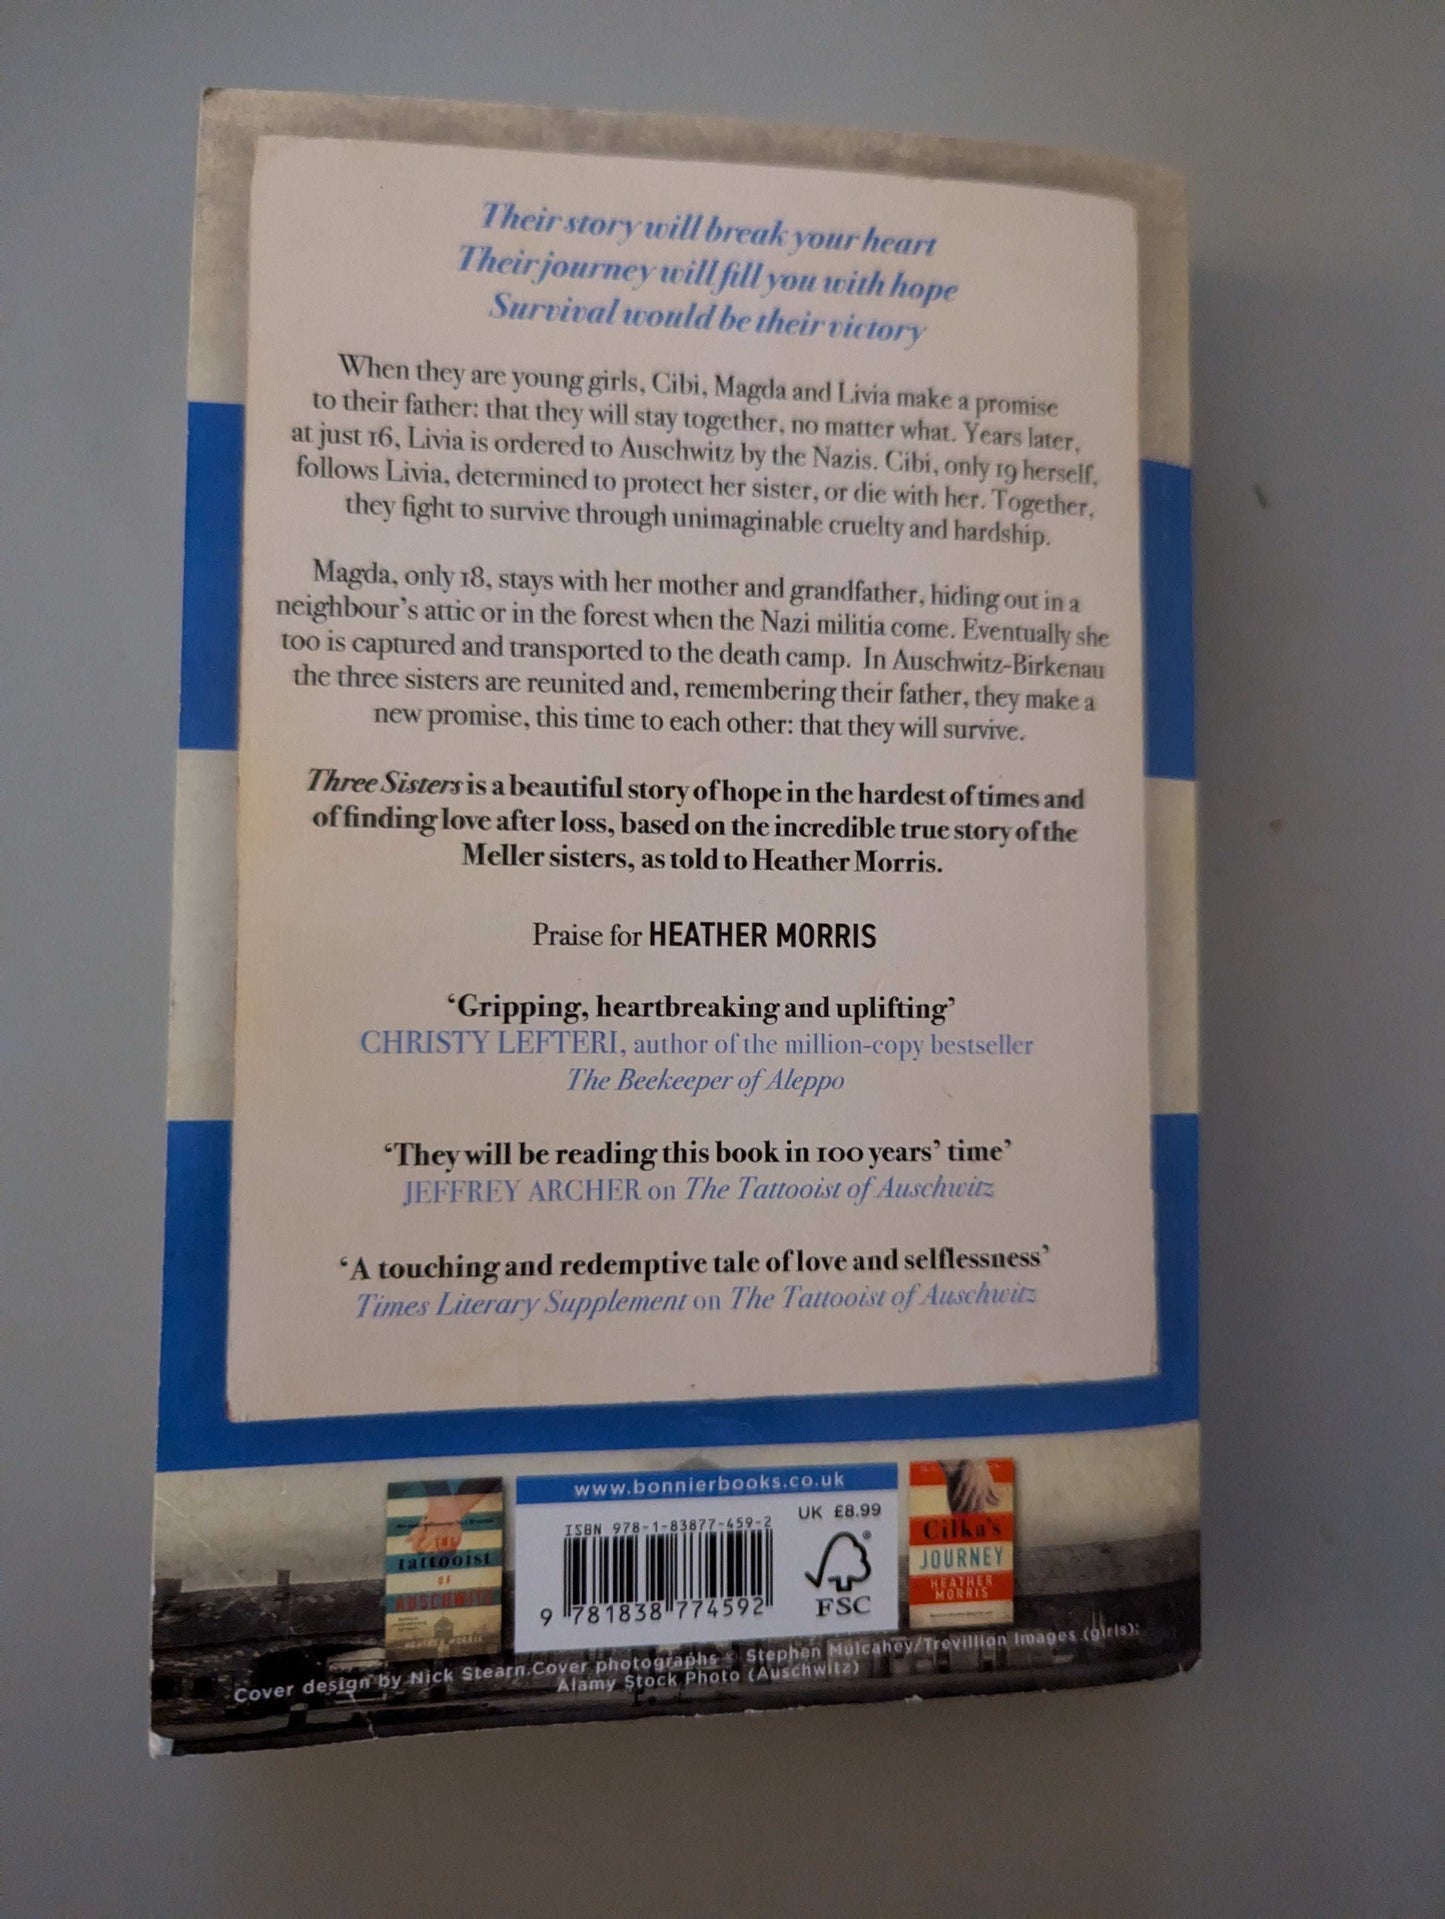 Their story will break your heart
Their journey will fill you with hope
Survival would be their victory
When they are young girls, Cibi, Magda and Livia make a promise
to their father: that they will stay together, no matter what. Years later,
at just 16, Livia is ordered to Auschwitz by the Nazis. Cibi, only 19 herself,
follows Livia, determined to protect her sister, or die with her. Together,
they fight to survive through unimaginable cruelty and hardship.
Magda, only 18, stays with her mother and grandfather, hiding out in a
neighbour's attic or in the forest when the Nazi militia come. Eventually she
too is captured and transported to the death camp. In Auschwitz-Birkenau
the three sisters are reunited and, remembering their father, they make a
new promise, this time to each other: that they will survive.
Three Sisters is a beautiful story of hope in the hardest of times and
of finding love after loss, based on the incredible true story of the
Meller sisters, as told to Heather Morris.
Praise for HEATHER MORRIS
‘Gripping, heartbreaking and uplifting’
CHRISTY LEFTERI, author of the million-copy bestseller
The Beekeeper of Aleppo
‘They will be reading this book in 100 years’ time’
JEFFREY ARCHER on The Tattooist of Auschwitz
‘A touching and redemptive tale of love and selflessness’
Times Literary Supplement on The Tattooist of Auschwitz
THE
tattooist
OF
AUSCHWITZ
HEATHER MORRIS
www.bonnierbooks.co.uk
ISBN 978-1-83877-459-2
UK £8.99
9 781838 774592
FSC
Cilka's
JOURNEY
HEATHER
MORRIS
Cover design by Nick Stearn. Cover photographs © Stephen Mulcahey/Trevillion Images (girls);
Alamy Stock Photo (Auschwitz)